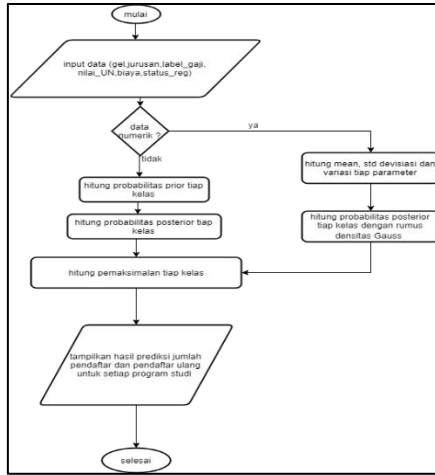 mulai
input data (gel,jurusan,label_gaji,
nilai_UN,biaya,status_reg)
data
numerik ?
ya
tidak
hitung mean, std devisiasi dan
variasi tiap parameter
hitung probabilitas prior tiap
kelas
hitung probabilitas posterior tiap
kelas
hitung probabilitas posterior
tiap kelas dengan rumus
densitas Gauss
hitung pemaksimalan tiap kelas
tampilkan hasil prediksi jumlah
pendaftar dan pendaftar ulang
untuk setiap program studi
selesai